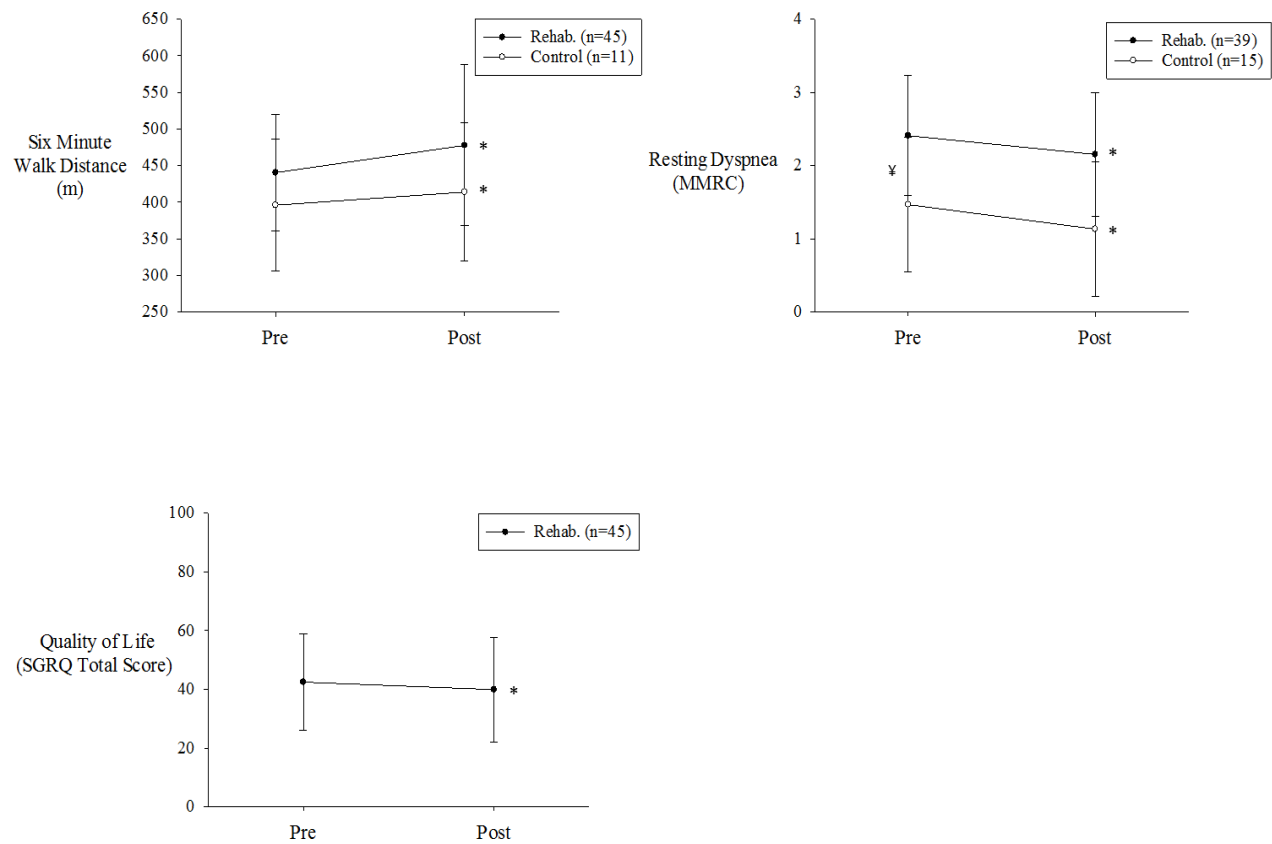 650
600
550
500
450
400
350
300
250
Six Minute
Walk Distance
(m)
Rehab. (n=45)
Control (n=11)
*
*
Pre
Post
4
3
2
1
0
Resting Dyspnea
(MMRC)
Rehab. (n=39)
Control (n=15)
¥
*
*
Pre
Post
100
80
60
40
20
0
Quality of Life
(SGRQ Total Score)
Rehab. (n=45)
*
Pre
Post